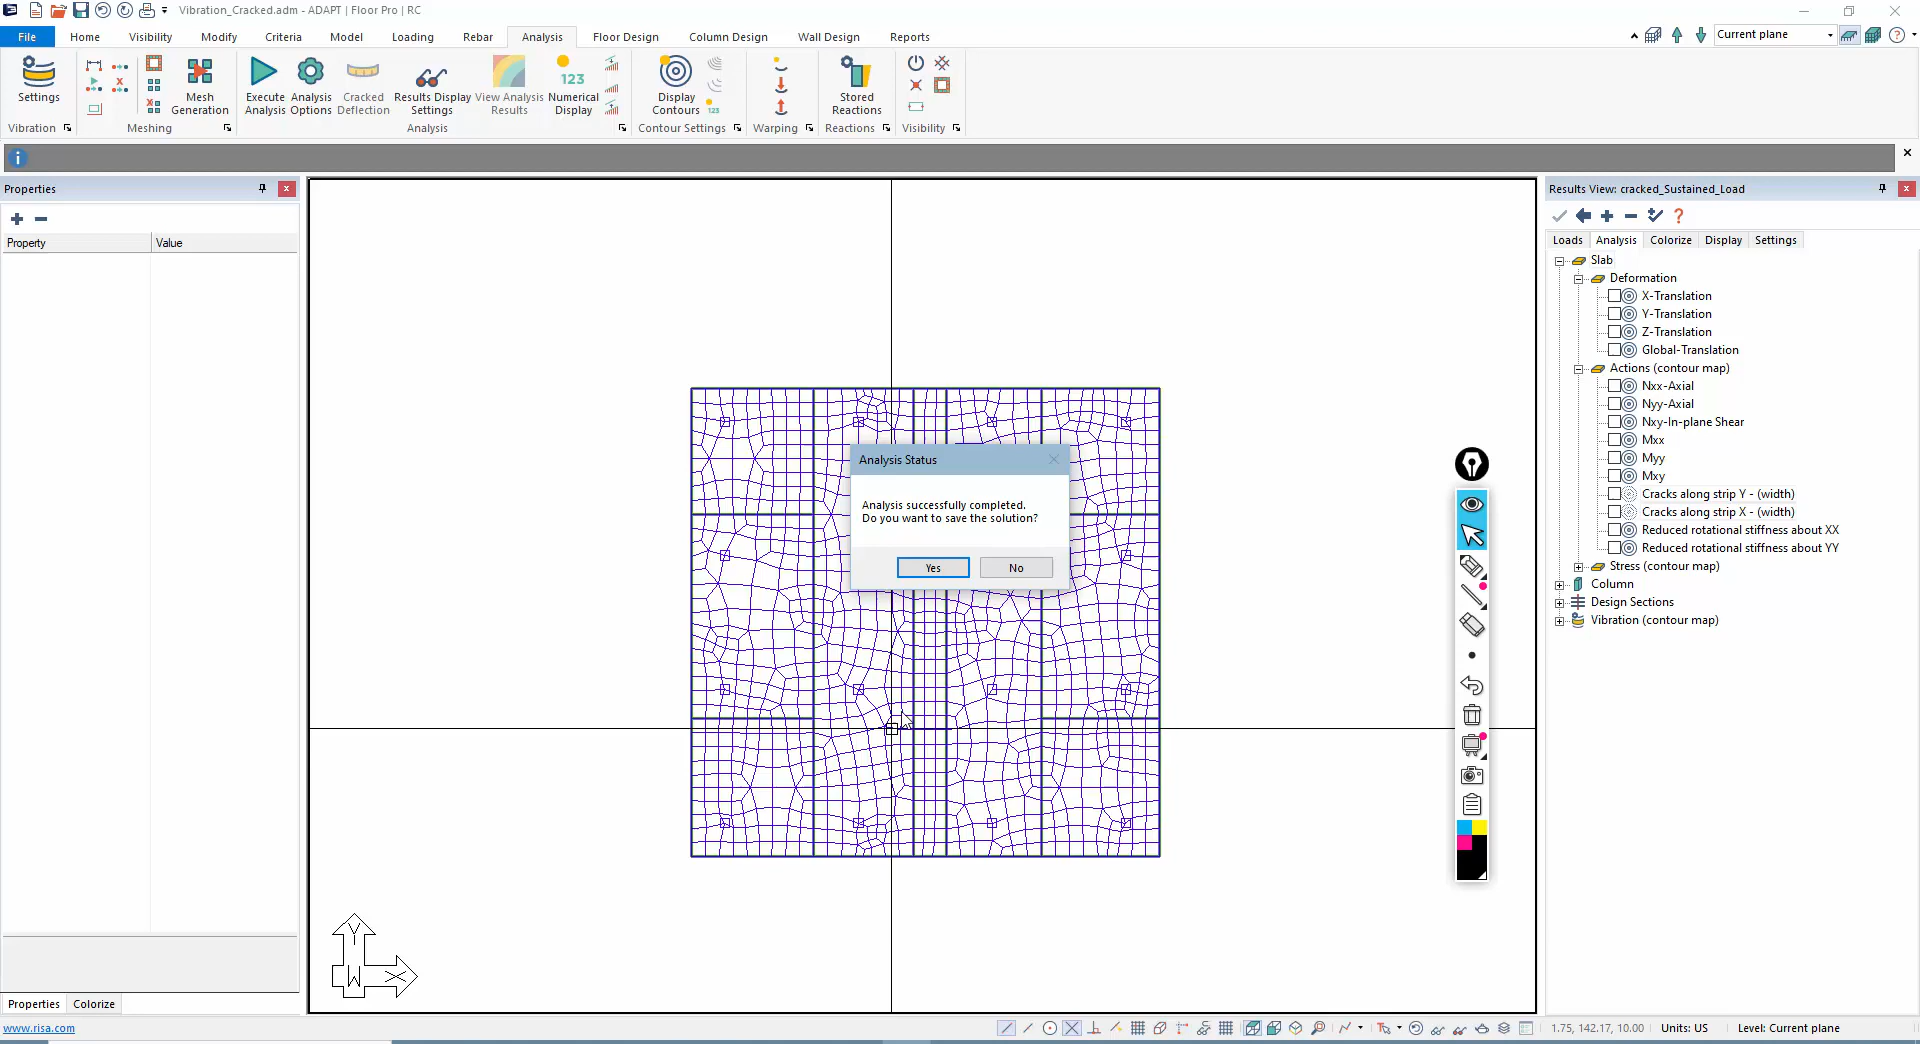 Vibration_Cracked.adm - ADAPT | Floor Pro | RC
File Home Visibility Modify Criteria Model Loading Rebar Analysis Floor Design Column Design Wall Design Reports
Current plane
Settings
Mesh Generation
Execute Analysis
Analysis Options
Cracked Deflection
Results Display Settings
View Analysis Results
123
Numerical Display
Display Contours
123
Stored Reactions
Vibration Meshing Analysis Contour Settings Warping Reactions Visibility
Properties
Property Value
Results View: cracked_Sustained_Load
Loads Analysis Colorize Display Settings
Slab
Deformation
X-Translation
Y-Translation
Z-Translation
Global-Translation
Actions (contour map)
Nxx-Axial
Nyy-Axial
Nxy-In-plane Shear
Mxx
Myy
Mxy
Cracks along strip Y - (width)
Cracks along strip X - (width)
Reduced rotational stiffness about XX
Reduced rotational stiffness about YY
Stress (contour map)
Column
Design Sections
Vibration (contour map)
Analysis Status
Analysis successfully completed.
Do you want to save the solution?
Yes No
Y
W X
Properties Colorize
www.risa.com
1.75, 142.17, 10.00 Units: US Level: Current plane